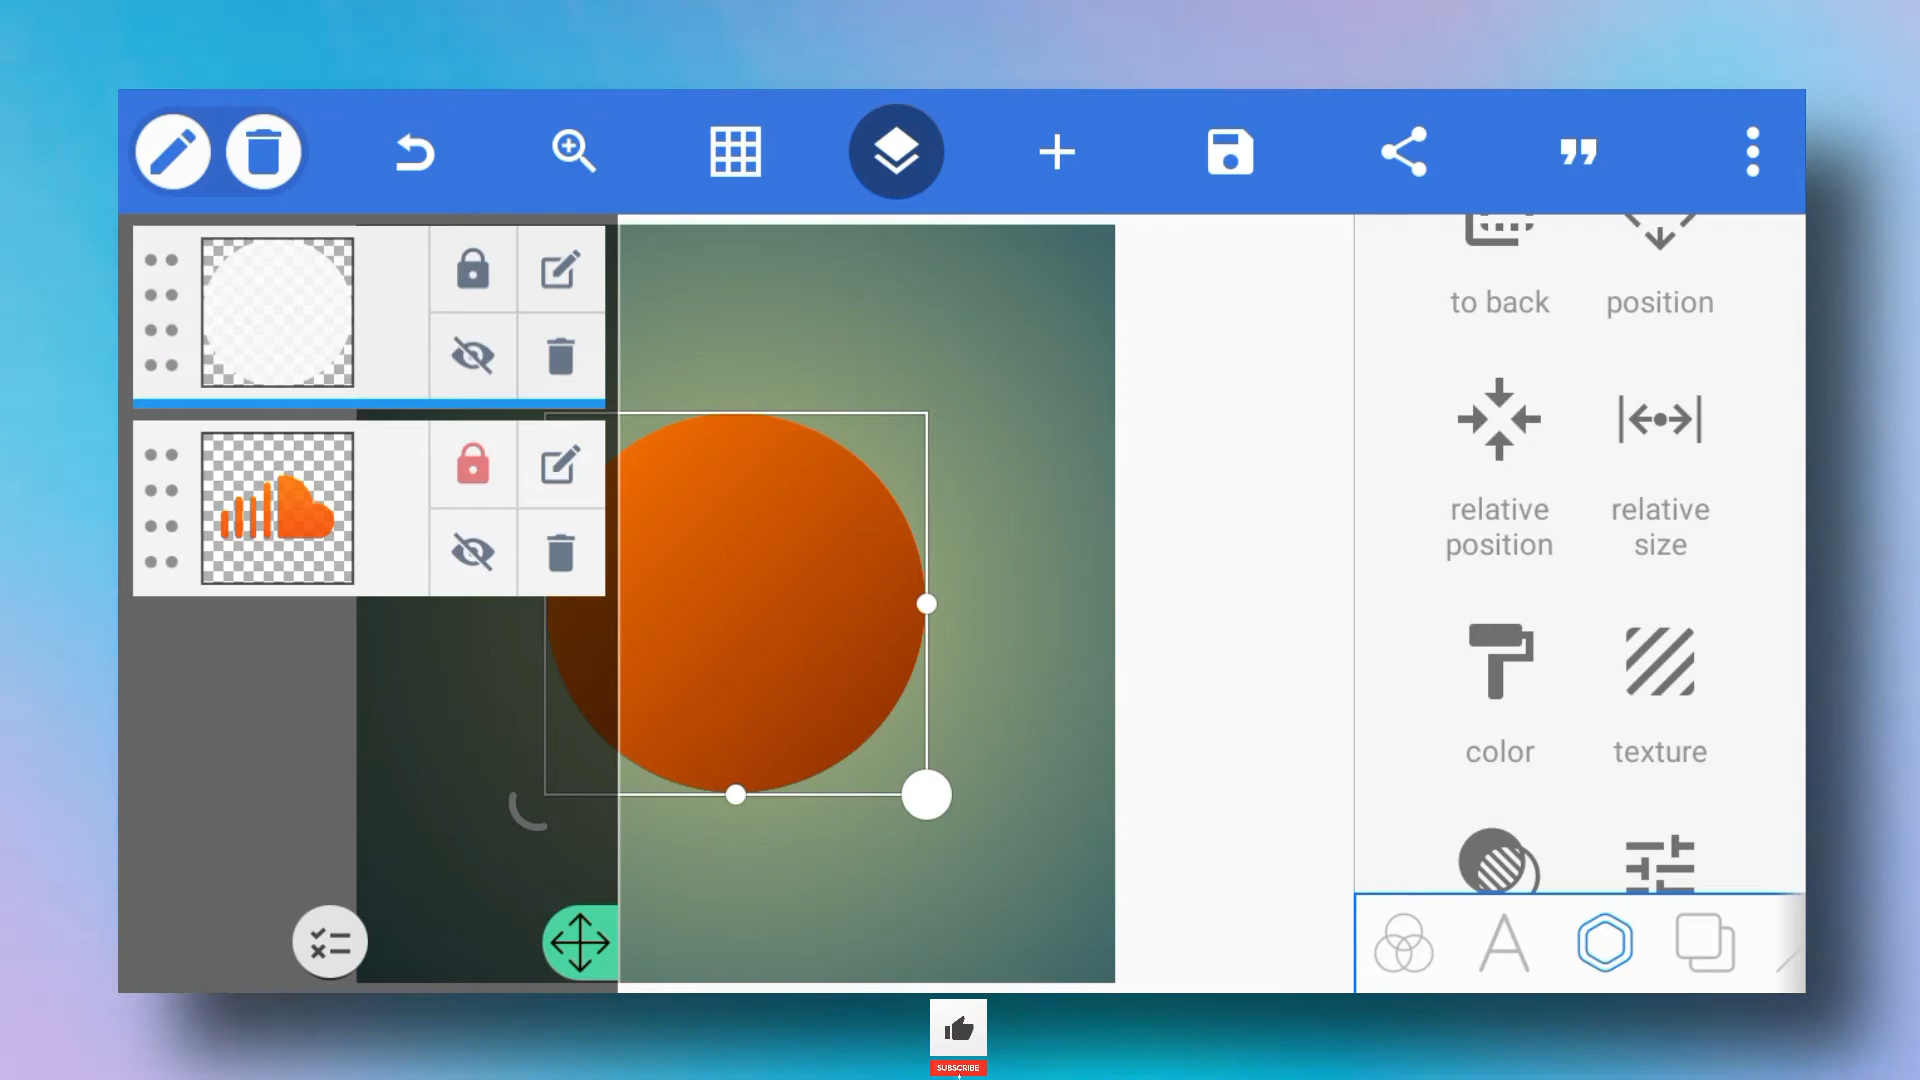 to back
position
relative
position
relative
size
color
texture
SUBSCRIBE